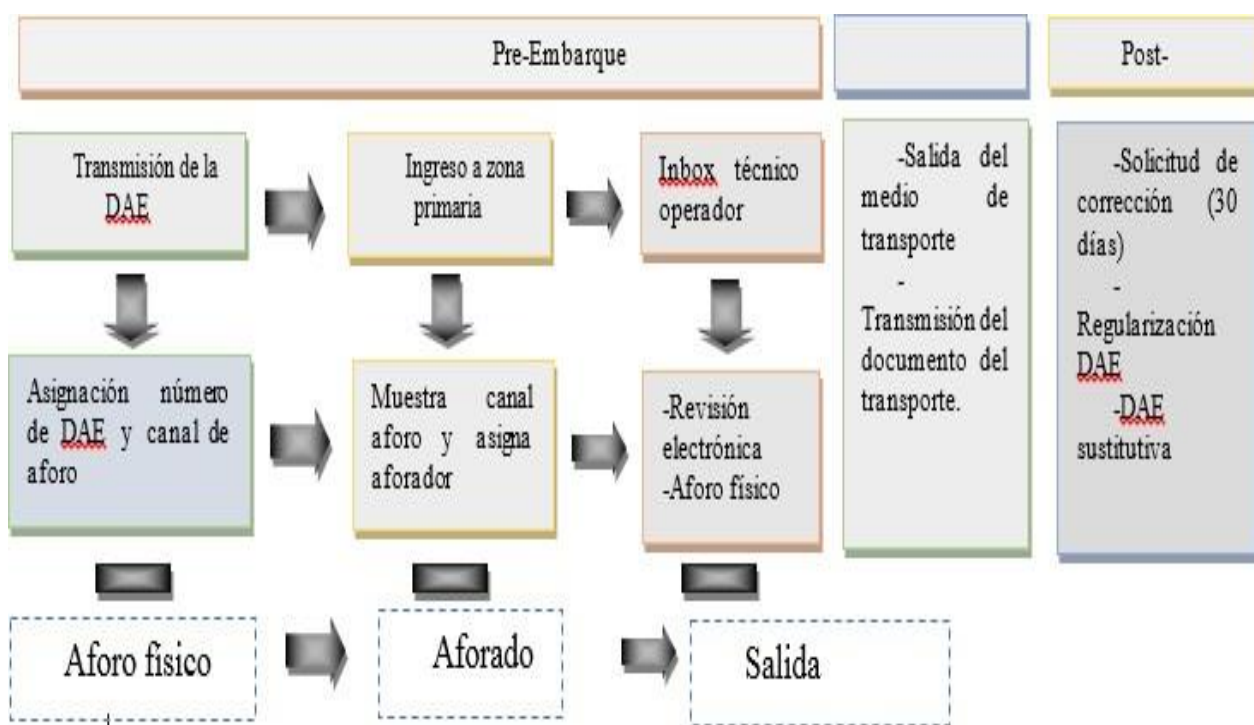 Pre-Embarque
Post-
Transmisión de la
DAE
Ingreso a zona
primaria
Inbox técnico
operador
-Salida del
medio de
transporte
-
Transmisión del
documento del
transporte.
-Solicitud de
corrección (30
días)
-
Regularización
DAE
-DAE
sustitutiva
Asignación número
de DAE y canal de
aforo
Muestra canal
aforo y asigna
aforador
-Revisión
electrónica
-Aforo físico
Aforo físico
Aforado
Salida